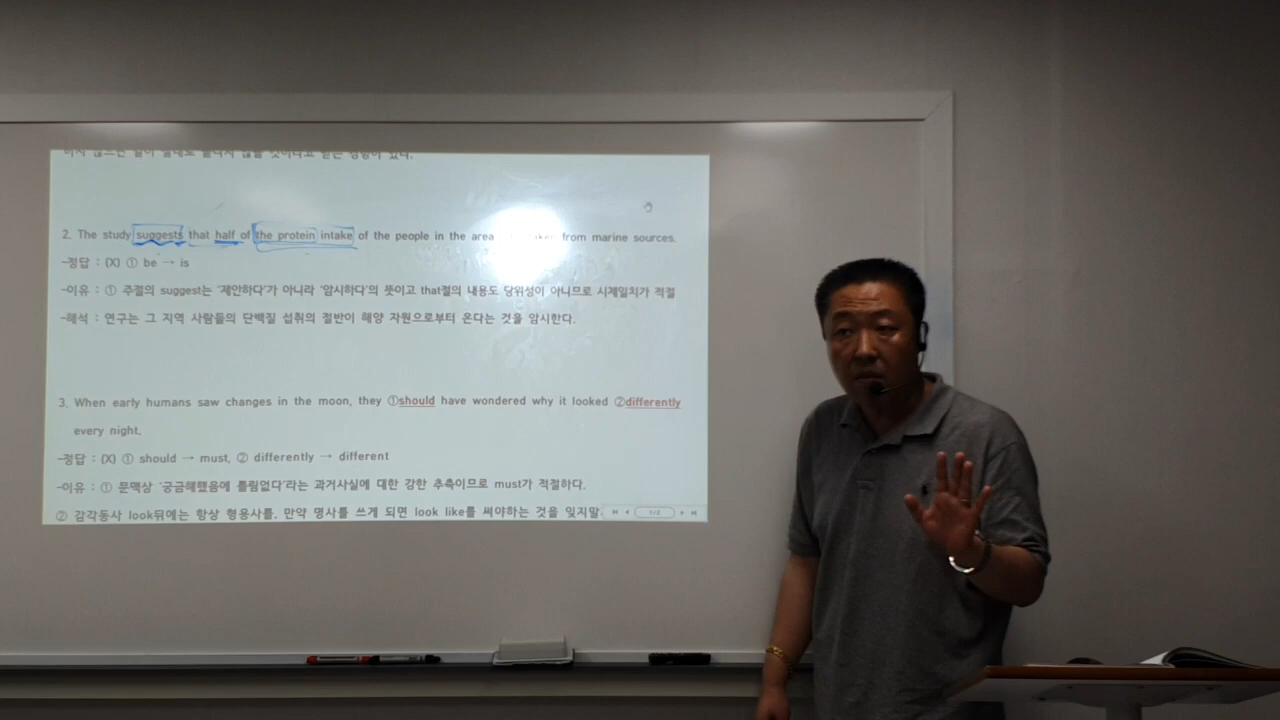 2. The study suggests that half of the protein intake of the people in the area from marine sources.
-정답 : (X) ① be → is
-이유 : ① 주절의 suggest는 '제안하다'가 아니라 '암시하다'의 뜻이고 that절의 내용도 당위성이 아니므로 시제일치가 적절
-해석 : 연구는 그 지역 사람들의 단백질 섭취의 절반이 해양 자원으로부터 온다는 것을 암시한다.
3. When early humans saw changes in the moon, they ①should have wondered why it looked ②differently
every night.
-정답 : (X) ① should → must, ② differently → different
-이유 : ① 문맥상 '궁금해했음에 틀림없다'라는 과거사실에 대한 강한 추측이므로 must가 적절하다.
② 감각동사 look뒤에는 항상 형용사를. 만약 명사를 쓰게 되면 look like를 써야하는 것을 잊지말
1/2